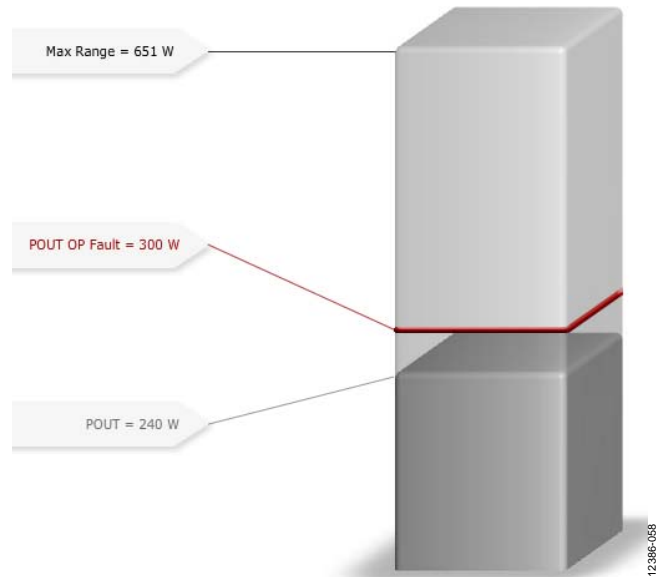 Max Range = 651 W
POUT OP Fault = 300 W
POUT = 240 W
12386-058